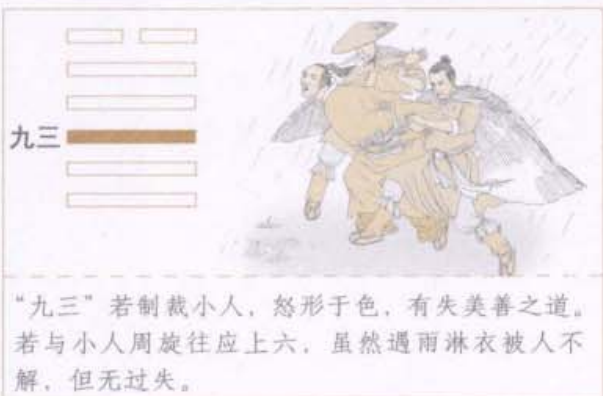 九三
“九三”若制裁小人，怒形于色，有失美善之道。
若与小人周旋往应上六，虽然遇雨淋衣被人不
解，但无过失。